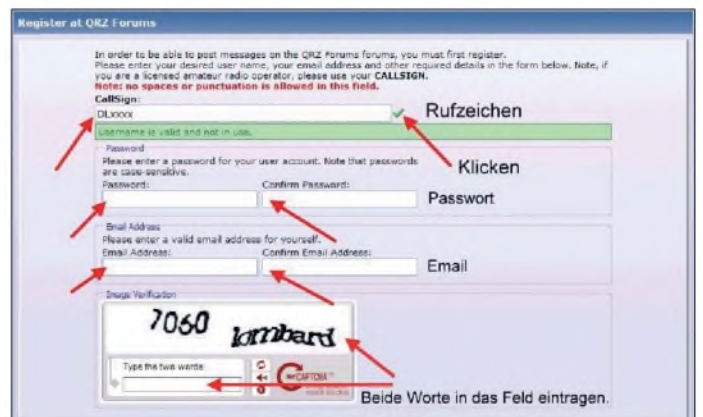 Register at QRZ Forums
In order to be able to post messages on the QRZ Forums forums, you must first register.
Please enter your desired user name, your email address and other required details in the form below. Note, if
you are a licensed amateur radio operator, please use your CALLSIGN.
Note: no spaces or punctuation is allowed in this field.
CallSign:
DLxxxx
Rufzeichen
username is valid and not in use.
Password
Please enter a password for your user account. Note that passwords
are case-sensitive.
Klicken
Password: Confirm Password:
Passwort
Email Address
Please enter a valid email address for yourself.
Email Address: Confirm Email Address:
Email
Image Verification
7060 lombard
Type the two words:
reCAPTCHA™
Beide Worte in das Feld eintragen.